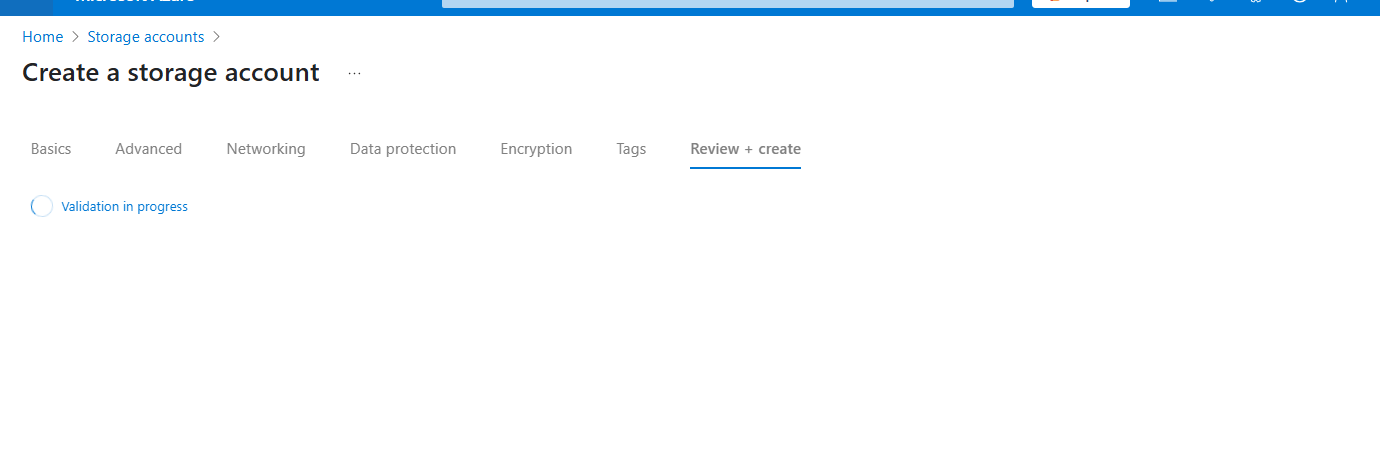 Home > Storage accounts >
Create a storage account ...
Basics Advanced Networking Data protection Encryption Tags Review + create
Validation in progress